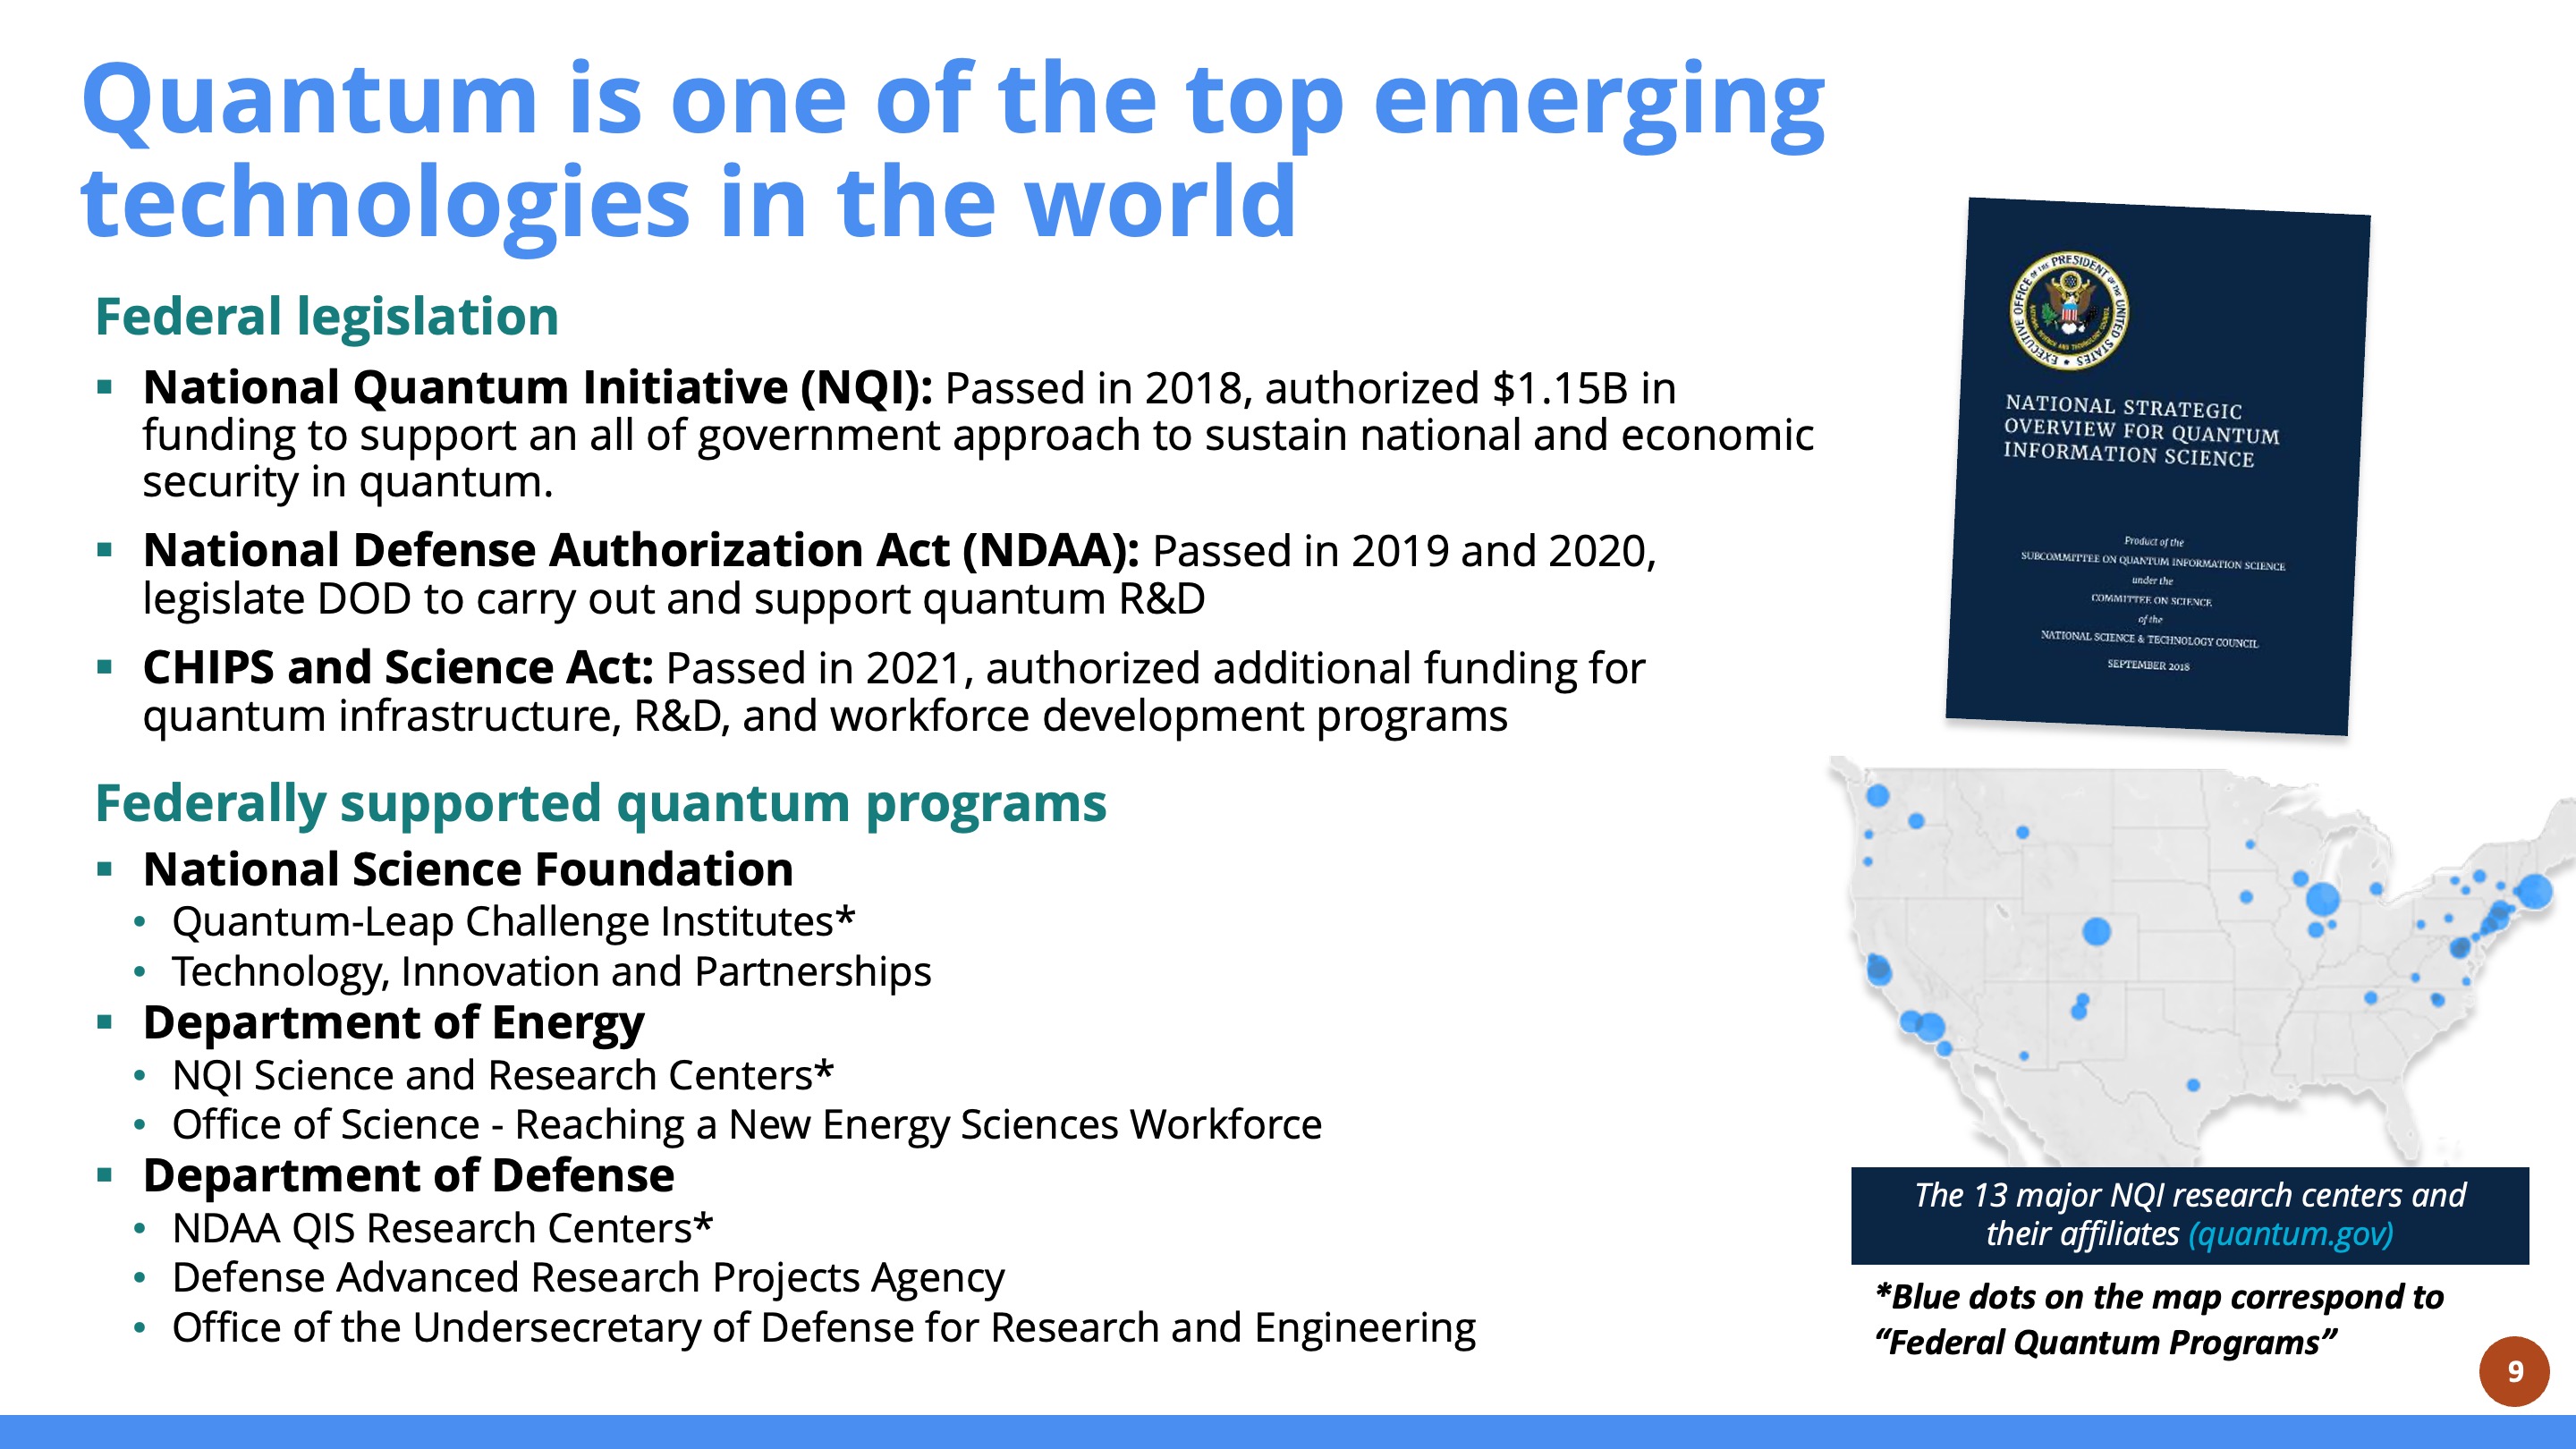 Quantum is one of the top emerging
technologies in the world
Federal legislation
▪ National Quantum Initiative (NQI): Passed in 2018, authorized $1.15B in
funding to support an all of government approach to sustain national and economic
security in quantum.
▪ National Defense Authorization Act (NDAA): Passed in 2019 and 2020,
legislate DOD to carry out and support quantum R&D
▪ CHIPS and Science Act: Passed in 2021, authorized additional funding for
quantum infrastructure, R&D, and workforce development programs
Federally supported quantum programs
▪ National Science Foundation
• Quantum-Leap Challenge Institutes*
• Technology, Innovation and Partnerships
▪ Department of Energy
• NQI Science and Research Centers*
• Office of Science - Reaching a New Energy Sciences Workforce
▪ Department of Defense
• NDAA QIS Research Centers*
• Defense Advanced Research Projects Agency
• Office of the Undersecretary of Defense for Research and Engineering
EXECUTIVE OFFICE OF THE PRESIDENT OF THE UNITED STATES
NATIONAL SCIENCE AND TECHNOLOGY COUNCIL
NATIONAL STRATEGIC
OVERVIEW FOR QUANTUM
INFORMATION SCIENCE
Product of the
SUBCOMMITTEE ON QUANTUM INFORMATION SCIENCE
under the
COMMITTEE ON SCIENCE
of the
NATIONAL SCIENCE & TECHNOLOGY COUNCIL
SEPTEMBER 2018
The 13 major NQI research centers and
their affiliates (quantum.gov)
*Blue dots on the map correspond to
“Federal Quantum Programs”
9